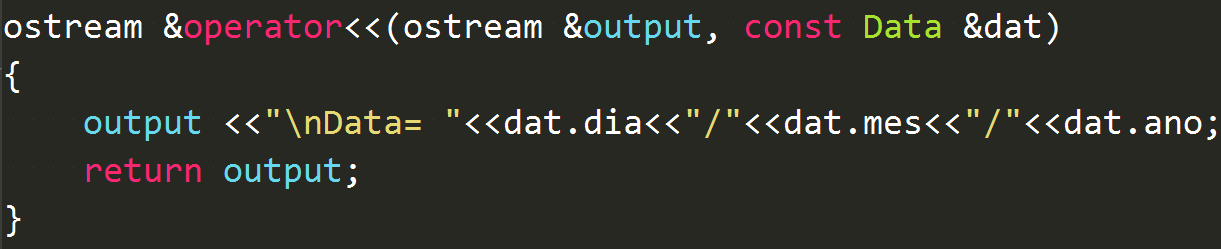 ostream &operator<<(ostream &output, const Data &dat)
{
    output <<"\nData= "<<dat.dia<<"/"<<dat.mes<<"/"<<dat.ano;
    return output;
}